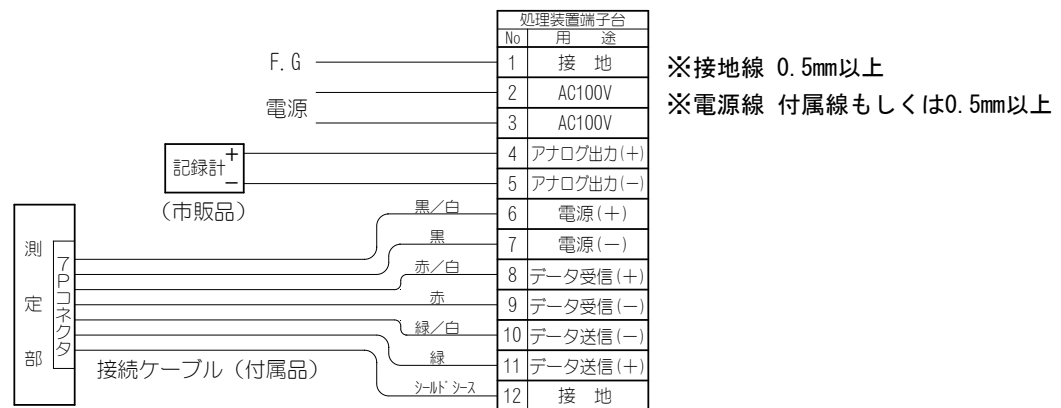 処理装置端子台
No 用 途
F.G 1 接 地
※接地線 0.5mm以上
電源
2 AC100V
※電源線 付属線もしくは0.5mm以上
3 AC100V
記録計 + −
(市販品)
4 アナログ出力(+)
5 アナログ出力(−)
黒/白 6 電源(+)
黒 7 電源(−)
赤/白 8 データ受信(+)
赤 9 データ受信(−)
緑/白 10 データ送信(−)
緑 11 データ送信(+)
シールドシース 12 接 地
測定部
7Pコネクタ
接続ケーブル(付属品)